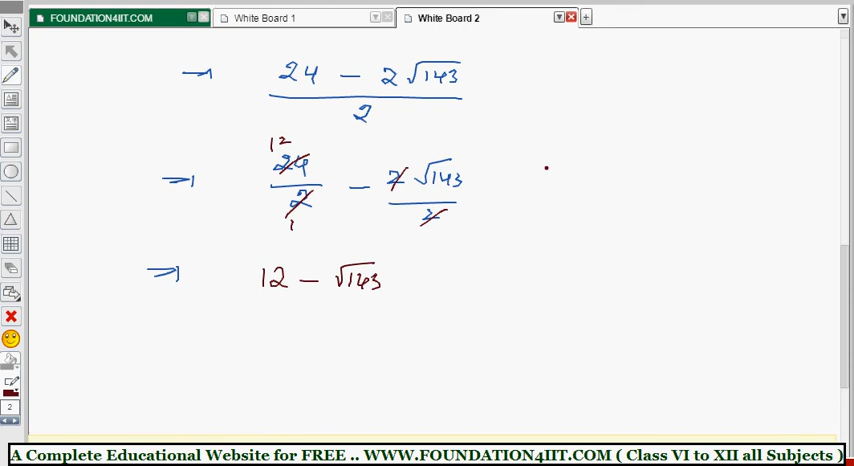 FOUNDATION4IIT.COM White Board 1 White Board 2
→ 24 - 2√143
2
12
→ 24 - 2√143
2 2
1
→ 12 - √143
2
A Complete Educational Website for FREE .. WWW.FOUNDATION4IIT.COM ( Class VI to XII all Subjects )